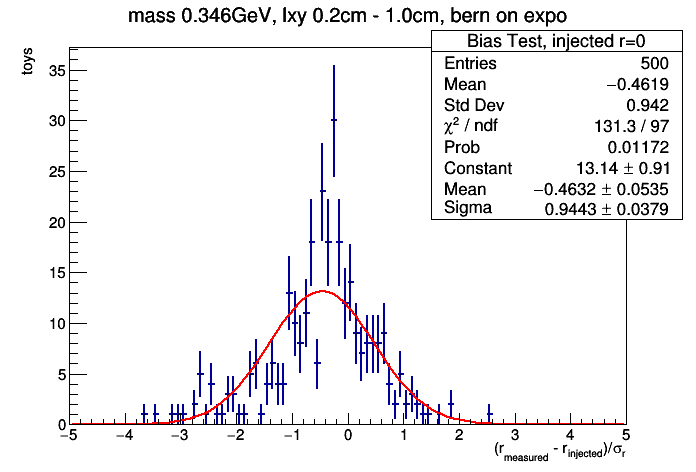 mass 0.346GeV, lxy 0.2cm - 1.0cm, bern on expo
Bias Test, injected r=0
Entries 500
Mean −0.4619
Std Dev 0.942
χ² / ndf 131.3 / 97
Prob 0.01172
Constant 13.14 ± 0.91
Mean −0.4632 ± 0.0535
Sigma 0.9443 ± 0.0379
toys
35
30
25
20
15
10
5
0
−5 −4 −3 −2 −1 0 1 2 3 4 5
(r_measured - r_injected)/σ_r